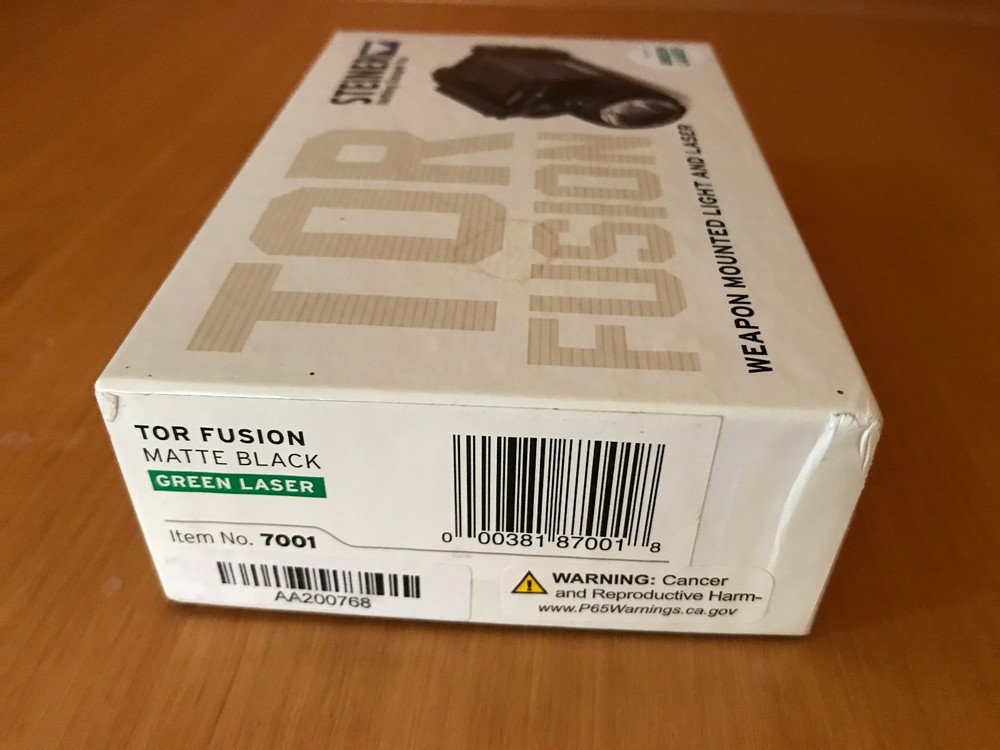 STEINER
TOR
FUSION
WEAPON MOUNTED LIGHT AND LASER
TOR FUSION
MATTE BLACK
GREEN LASER
Item No. 7001
0 00381 87001 8
AA200768
WARNING: Cancer
and Reproductive Harm-
www.P65Warnings.ca.gov